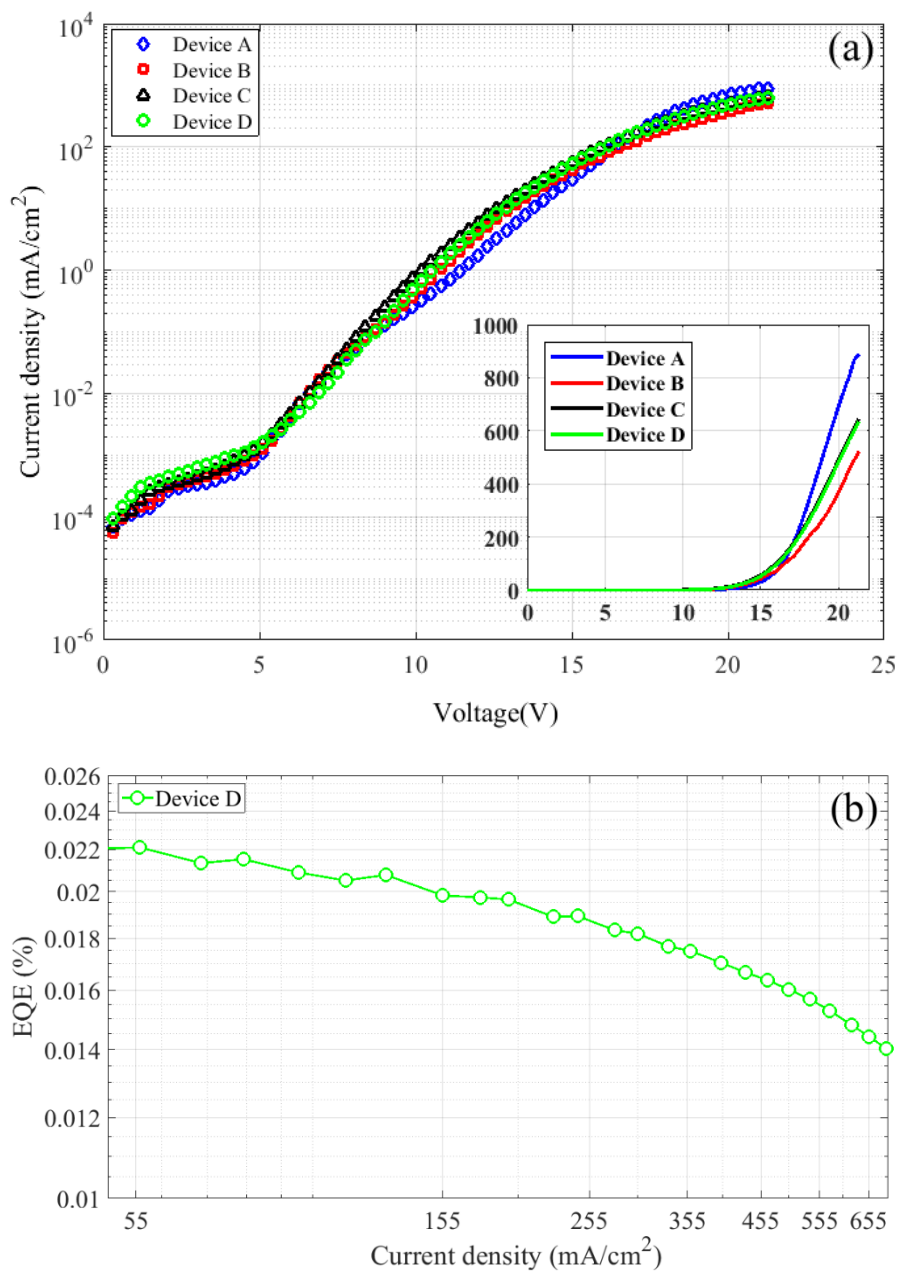 (a)
Device A
Device B
Device C
Device D
10^4
10^2
10^0
10^-2
10^-4
10^-6
Current density (mA/cm^2)
1000
800
600
400
200
0
Device A
Device B
Device C
Device D
0 5 10 15 20
0 5 10 15 20 25
Voltage(V)
(b)
Device D
0.026
0.024
0.022
0.02
0.018
0.016
0.014
0.012
0.01
EQE (%)
55 155 255 355 455 555 655
Current density (mA/cm^2)